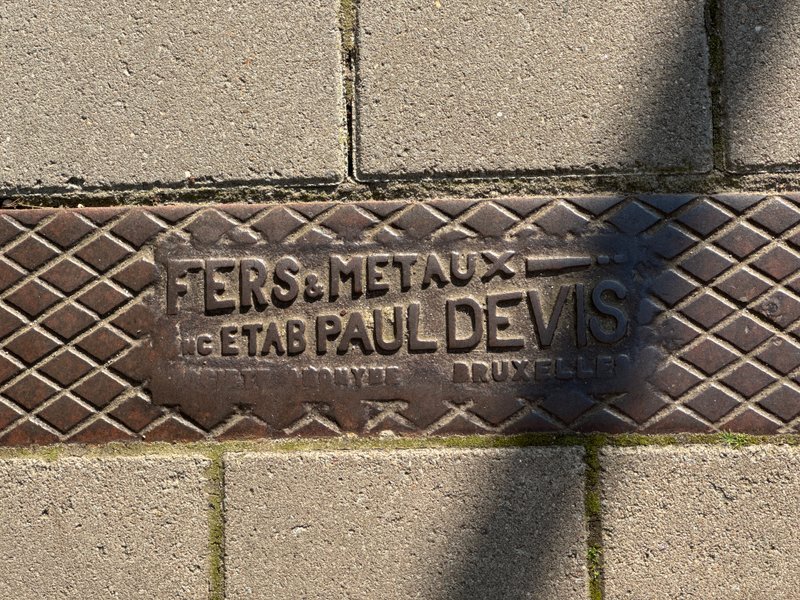 FERS & METAUX
ETAB PAUL DEVIS
BRUXELLES